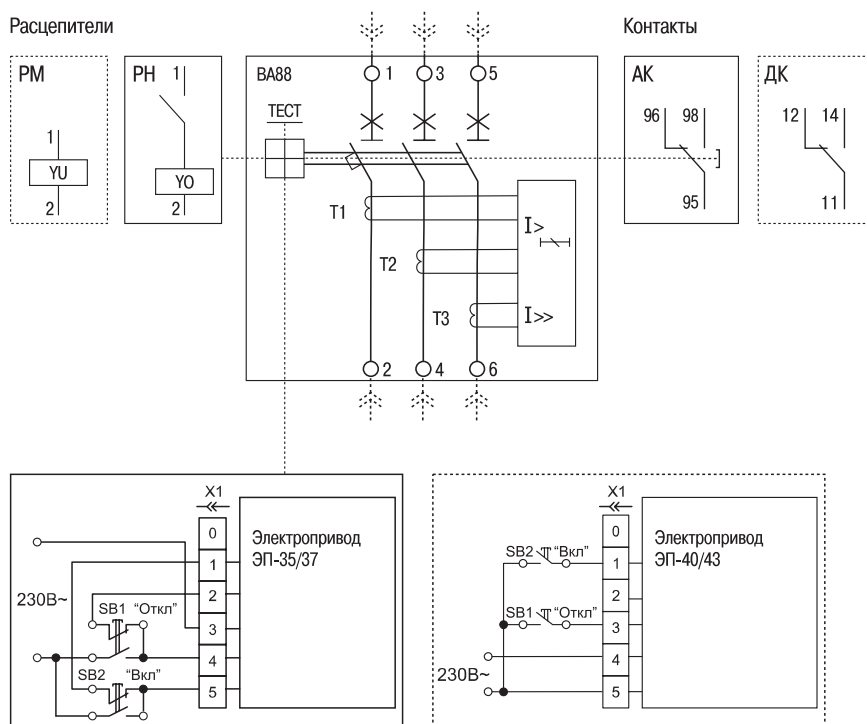 Расцепители
Контакты
РМ
1
YU
2
РН
1
YO
2
ВА88
ТЕСТ
1
3
5
T1
T2
T3
I>
I>>
2
4
6
АК
96
98
95
ДК
12
14
11
X1
0
1
2
3
4
5
Электропривод
ЭП-35/37
230В~
SB1 "Откл"
SB2 "Вкл"
X1
0
1
2
3
4
5
Электропривод
ЭП-40/43
SB2 "Вкл"
SB1 "Откл"
230В~